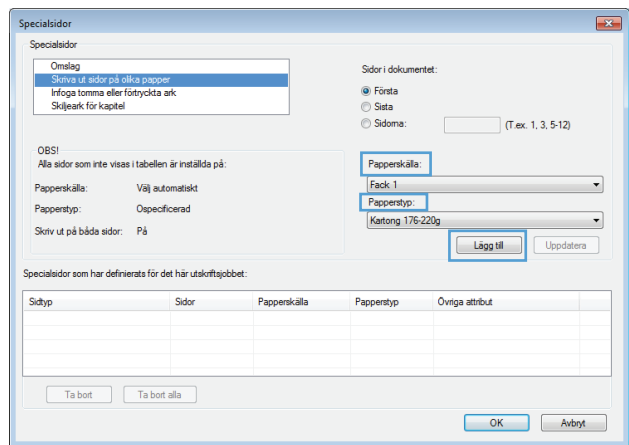 Specialsidor
Specialsidor
Omslag
Skriva ut sidor på olika papper
Infoga tomma eller förtryckta ark
Skiljeark för kapitel
Sidor i dokumentet:
Första
Sista
Sidorna:
(T.ex. 1, 3, 5-12)
OBS!
Alla sidor som inte visas i tabellen är inställda på:
Papperskälla: Välj automatiskt
Papperstyp: Ospecificerad
Skriv ut på båda sidor: På
Papperskälla:
Fack 1
Papperstyp:
Kartong 176-220g
Lägg till Uppdatera
Specialsidor som har definierats för det här utskriftsjobbet:
Sidtyp Sidor Papperskälla Papperstyp Övriga attribut
Ta bort Ta bort alla
OK Avbryt